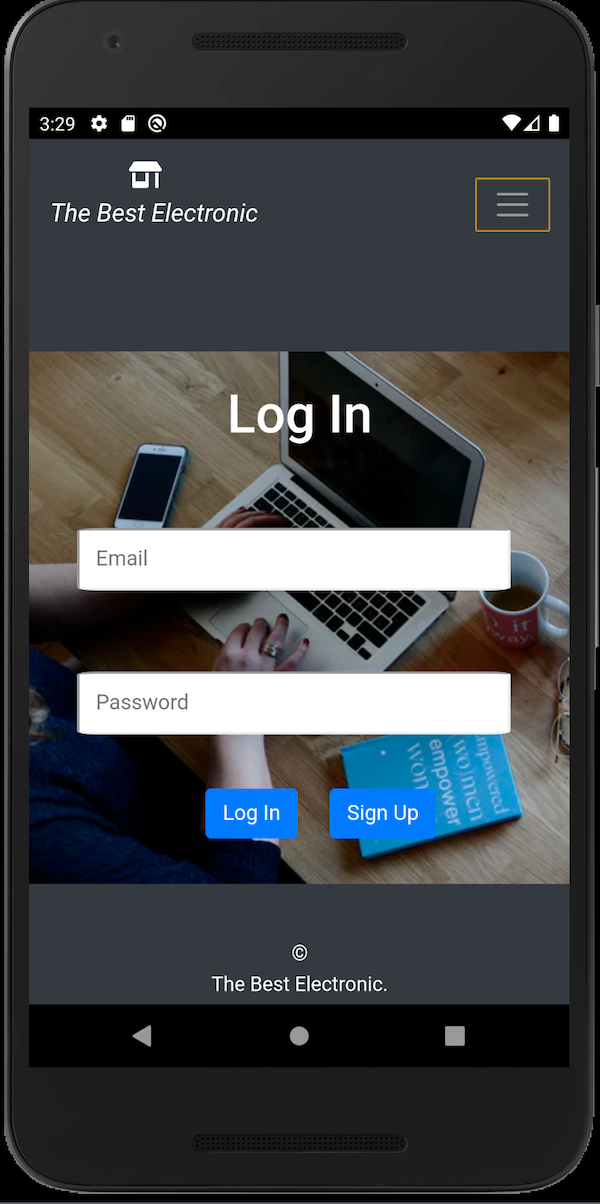 3:29
The Best Electronic
Log In
Email
Password
empowered
women
empower
wom
Log In
Sign Up
©
The Best Electronic.